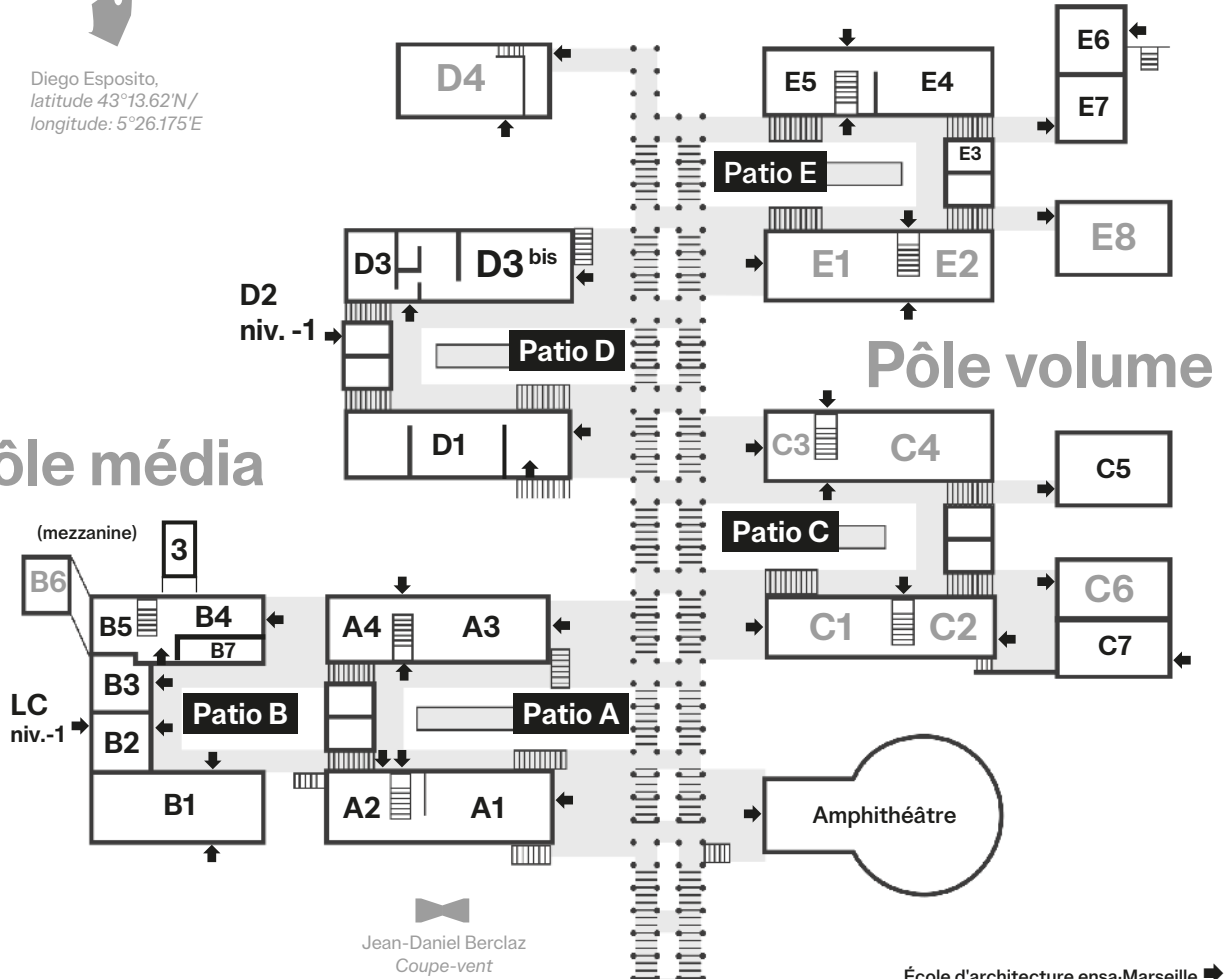 Diego Esposito,
latitude 43°13.62'N/
longitude: 5°26.175'E
D4
E5
E4
E6
E7
E3
Patio E
E1
E2
E8
D3
D3 bis
D2
niv. -1
Patio D
D1
Pôle volume
C3
C4
C5
Patio C
C1
C2
C6
C7
ôle média
(mezzanine)
3
B6
B5
B4
B7
B3
B2
LC
niv.-1
Patio B
B1
A4
A3
Patio A
A2
A1
Amphithéâtre
Jean-Daniel Berclaz
Coupe-vent
École d'architecture ensa•Marseille